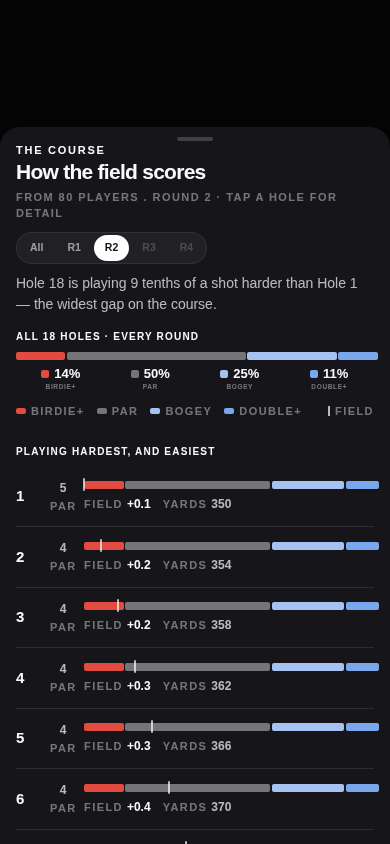 THE COURSE
How the field scores
FROM 80 PLAYERS . ROUND 2 · TAP A HOLE FOR
DETAIL
All R1 R2 R3 R4
Hole 18 is playing 9 tenths of a shot harder than Hole 1
— the widest gap on the course.
ALL 18 HOLES · EVERY ROUND
14% 50% 25% 11%
BIRDIE+ PAR BOGEY DOUBLE+
BIRDIE+ PAR BOGEY DOUBLE+ FIELD
PLAYING HARDEST, AND EASIEST
1 5 PAR FIELD +0.1 YARDS 350
2 4 PAR FIELD +0.2 YARDS 354
3 4 PAR FIELD +0.2 YARDS 358
4 4 PAR FIELD +0.3 YARDS 362
5 4 PAR FIELD +0.3 YARDS 366
6 4 PAR FIELD +0.4 YARDS 370